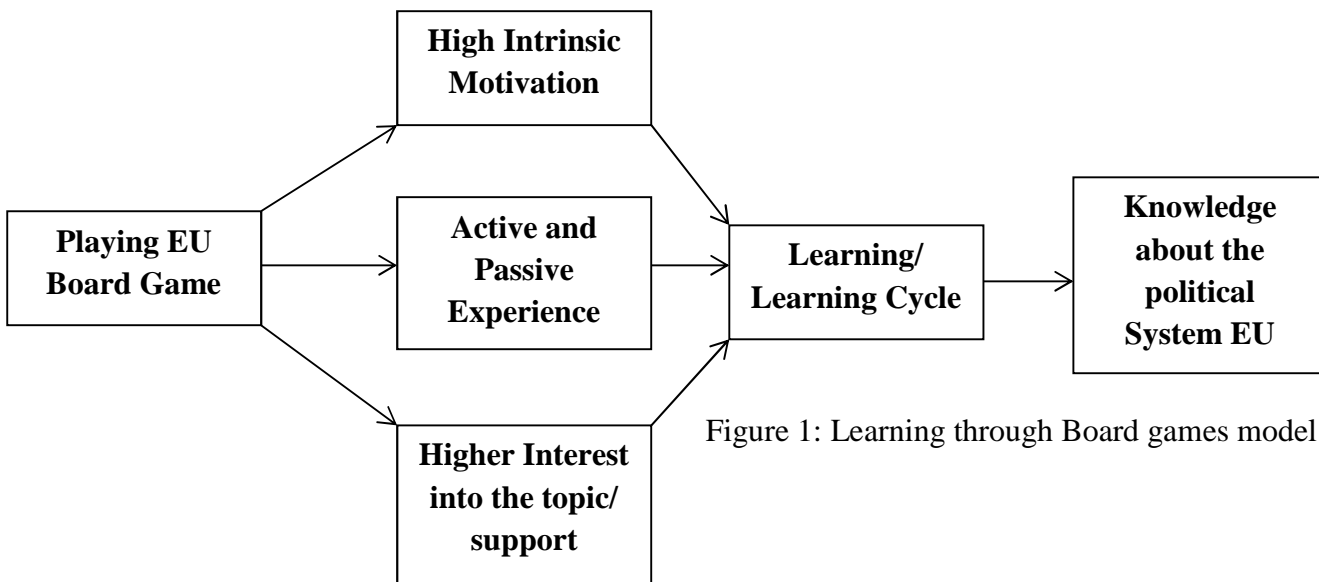 High Intrinsic
Motivation
Playing EU
Board Game
Active and
Passive
Experience
Learning/
Learning Cycle
Knowledge
about the
political
System EU
Higher Interest
into the topic/
support
Figure 1: Learning through Board games model